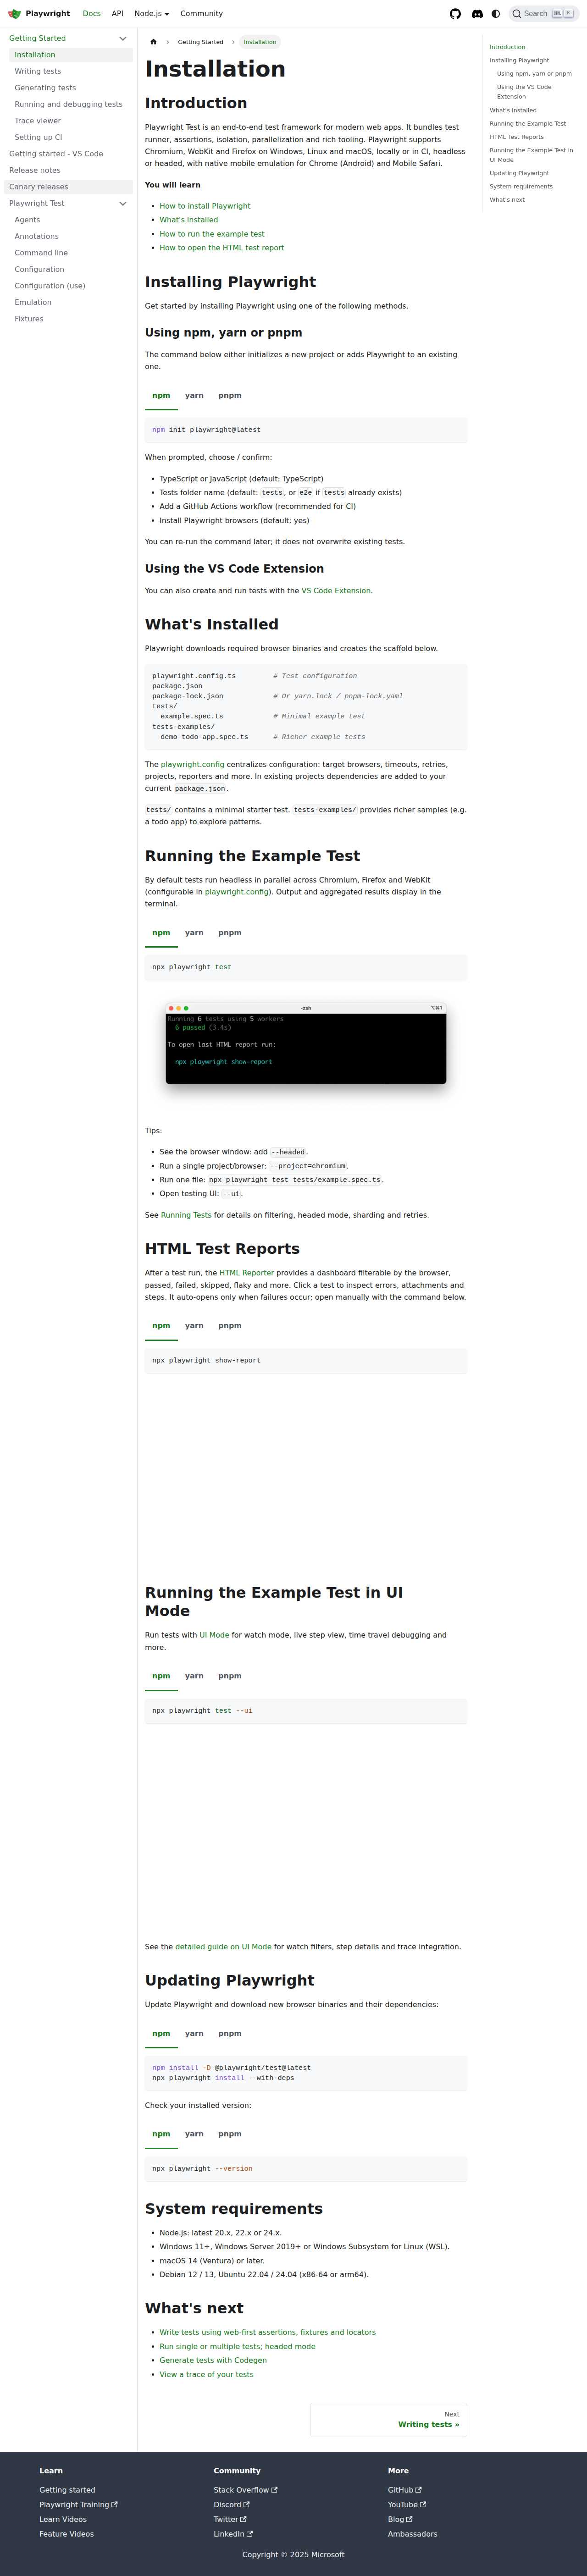 Playwright Docs API Node.js Community Search
Getting Started
Installation
Writing tests
Generating tests
Running and debugging tests
Trace viewer
Setting up CI
Getting started - VS Code
Release notes
Canary releases
Playwright Test
Agents
Annotations
Command line
Configuration
Configuration (use)
Emulation
Fixtures
Getting Started Installation
Installation
Introduction
Playwright Test is an end-to-end test framework for modern web apps. It bundles test
runner, assertions, isolation, parallelization and rich tooling. Playwright supports
Chromium, WebKit and Firefox on Windows, Linux and macOS, locally or in CI, headless
or headed, with native mobile emulation for Chrome (Android) and Mobile Safari.
You will learn
How to install Playwright
What's installed
How to run the example test
How to open the HTML test report
Installing Playwright
Get started by installing Playwright using one of the following methods.
Using npm, yarn or pnpm
The command below either initializes a new project or adds Playwright to an existing
one.
npm yarn pnpm
npm init playwright@latest
When prompted, choose / confirm:
TypeScript or JavaScript (default: TypeScript)
Tests folder name (default: tests, or e2e if tests already exists)
Add a GitHub Actions workflow (recommended for CI)
Install Playwright browsers (default: yes)
You can re-run the command later; it does not overwrite existing tests.
Using the VS Code Extension
You can also create and run tests with the VS Code Extension.
What's Installed
Playwright downloads required browser binaries and creates the scaffold below.
playwright.config.ts # Test configuration
package.json
package-lock.json # Or yarn.lock / pnpm-lock.yaml
tests/
example.spec.ts # Minimal example test
tests-examples/
demo-todo-app.spec.ts # Richer example tests
The playwright.config centralizes configuration: target browsers, timeouts, retries,
projects, reporters and more. In existing projects dependencies are added to your
current package.json.
tests/ contains a minimal starter test. tests-examples/ provides richer samples (e.g.
a todo app) to explore patterns.
Running the Example Test
By default tests run headless in parallel across Chromium, Firefox and WebKit
(configurable in playwright.config). Output and aggregated results display in the
terminal.
npm yarn pnpm
npx playwright test
-zsh ⌥⌘1
Running 6 tests using 5 workers
6 passed (3.4s)
To open last HTML report run:
npx playwright show-report
Tips:
See the browser window: add --headed.
Run a single project/browser: --project=chromium.
Run one file: npx playwright test tests/example.spec.ts.
Open testing UI: --ui.
See Running Tests for details on filtering, headed mode, sharding and retries.
HTML Test Reports
After a test run, the HTML Reporter provides a dashboard filterable by the browser,
passed, failed, skipped, flaky and more. Click a test to inspect errors, attachments and
steps. It auto-opens only when failures occur; open manually with the command below.
npm yarn pnpm
npx playwright show-report
Running the Example Test in UI
Mode
Run tests with UI Mode for watch mode, live step view, time travel debugging and
more.
npm yarn pnpm
npx playwright test --ui
See the detailed guide on UI Mode for watch filters, step details and trace integration.
Updating Playwright
Update Playwright and download new browser binaries and their dependencies:
npm yarn pnpm
npm install -D @playwright/test@latest
npx playwright install --with-deps
Check your installed version:
npm yarn pnpm
npx playwright --version
System requirements
Node.js: latest 20.x, 22.x or 24.x.
Windows 11+, Windows Server 2019+ or Windows Subsystem for Linux (WSL).
macOS 14 (Ventura) or later.
Debian 12 / 13, Ubuntu 22.04 / 24.04 (x86-64 or arm64).
What's next
Write tests using web-first assertions, fixtures and locators
Run single or multiple tests; headed mode
Generate tests with Codegen
View a trace of your tests
Next
Writing tests »
Introduction
Installing Playwright
Using npm, yarn or pnpm
Using the VS Code
Extension
What's Installed
Running the Example Test
HTML Test Reports
Running the Example Test in
UI Mode
Updating Playwright
System requirements
What's next
Learn
Getting started
Playwright Training
Learn Videos
Feature Videos
Community
Stack Overflow
Discord
Twitter
LinkedIn
More
GitHub
YouTube
Blog
Ambassadors
Copyright © 2025 Microsoft